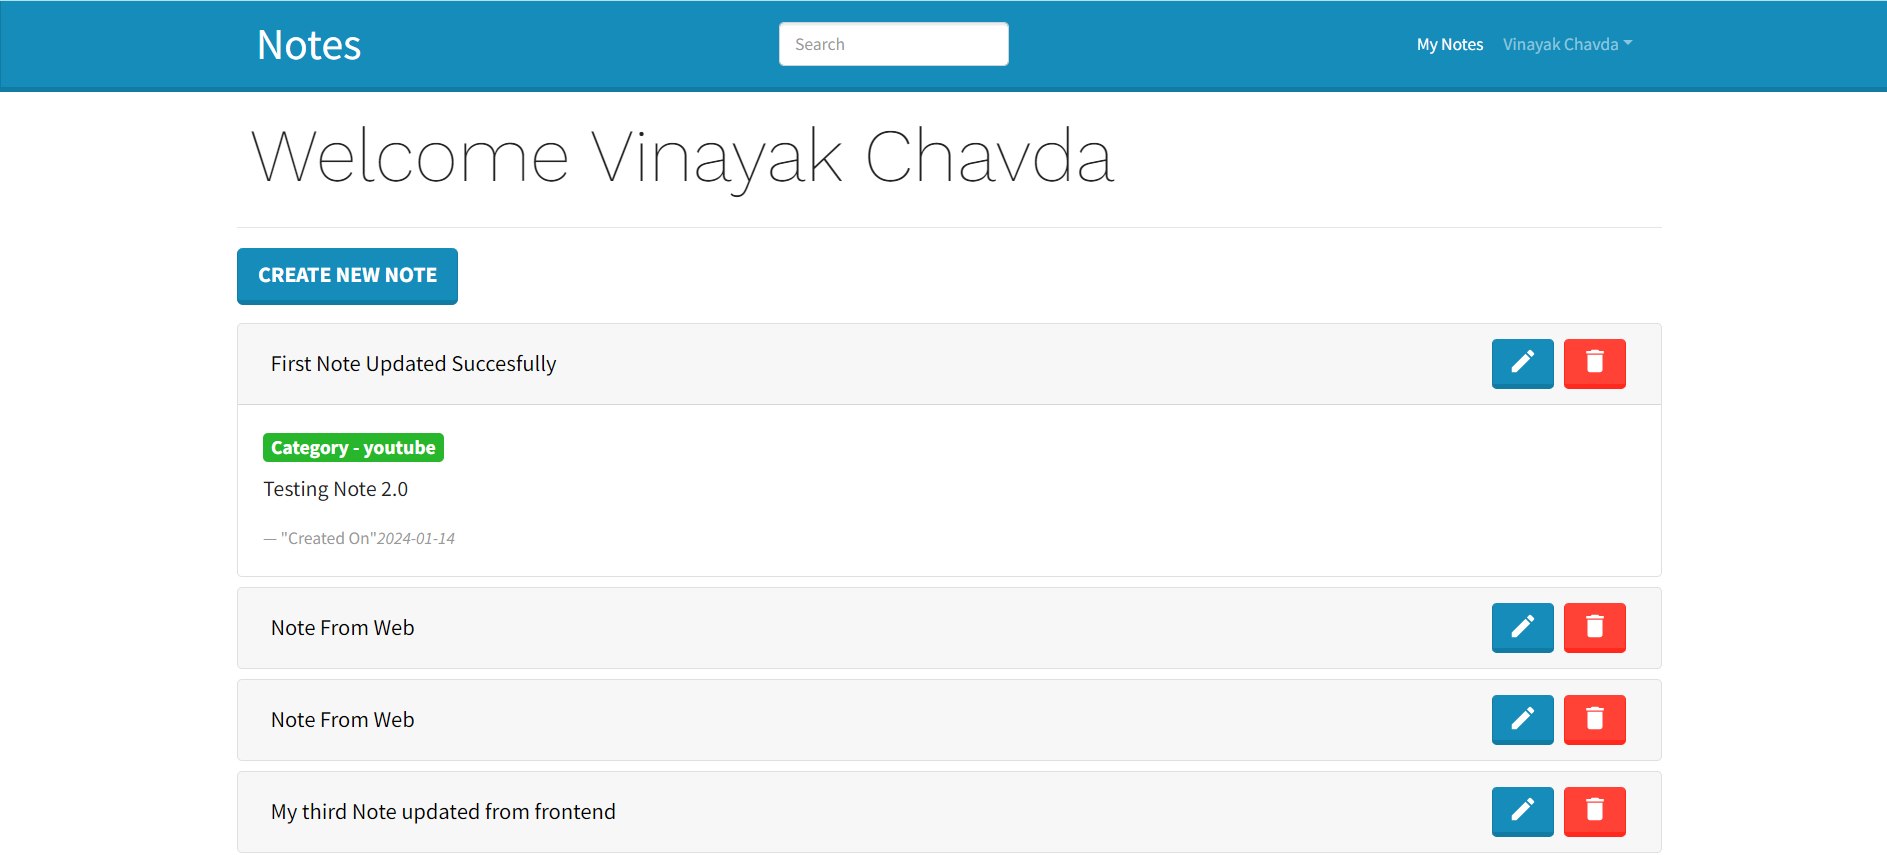 Notes
Search
My Notes
Vinayak Chavda
Welcome Vinayak Chavda
CREATE NEW NOTE
First Note Updated Succesfully
Category - youtube
Testing Note 2.0
— "Created On"2024-01-14
Note From Web
Note From Web
My third Note updated from frontend